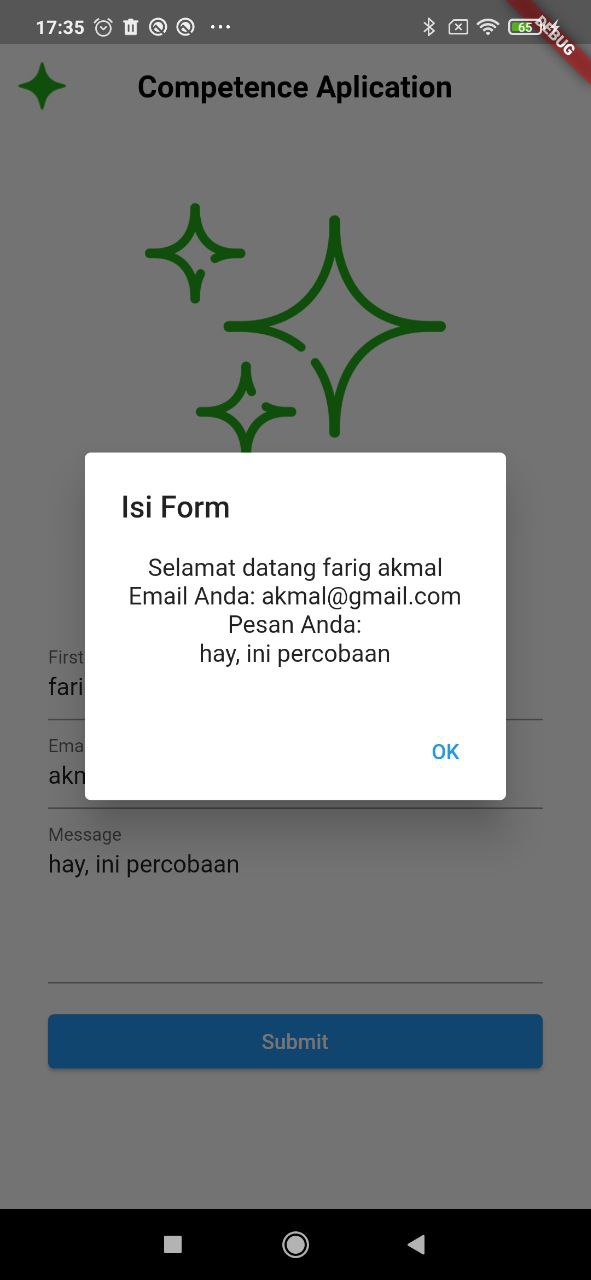 17:35
65
DEBUG
Competence Aplication
Isi Form
Selamat datang farig akmal
Email Anda: akmal@gmail.com
Pesan Anda:
hay, ini percobaan
OK
First
fari
Ema
Message
hay, ini percobaan
Submit